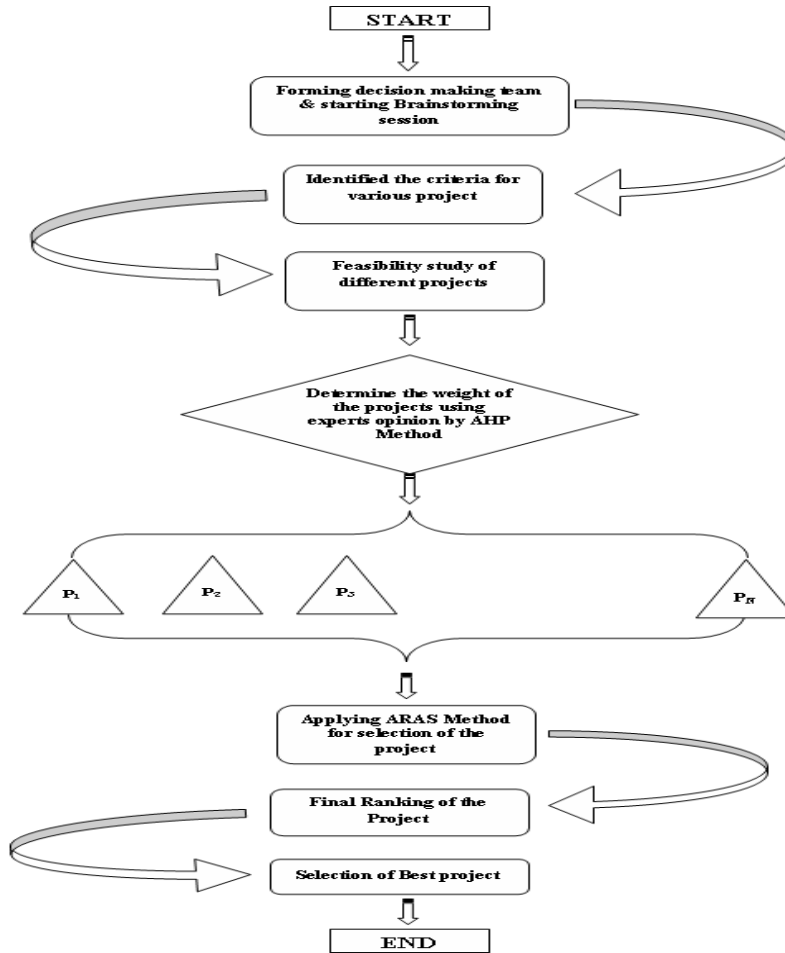 START
Forming decision making team
& starting Brainstorming
session
Identified the criteria for
various project
Feasibility study of
different projects
Determine the weight of
the projects using
experts opinion by AHP
Method
P₁ P₂ P₃ P_N
Applying ARAS Method
for selection of the
project
Final Ranking of the
Project
Selection of Best project
END